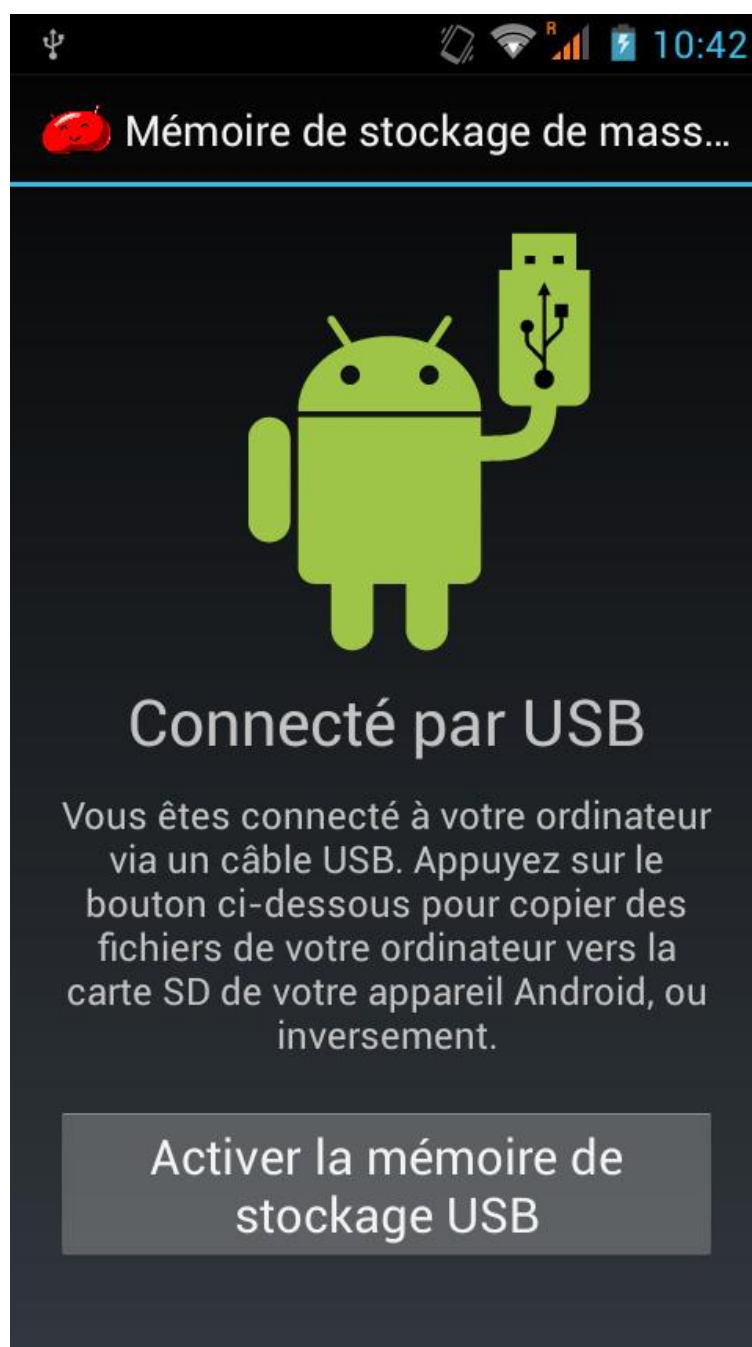 R
10:42
Mémoire de stockage de mass...
Connecté par USB
Vous êtes connecté à votre ordinateur
via un câble USB. Appuyez sur le
bouton ci-dessous pour copier des
fichiers de votre ordinateur vers la
carte SD de votre appareil Android, ou
inversement.
Activer la mémoire de
stockage USB